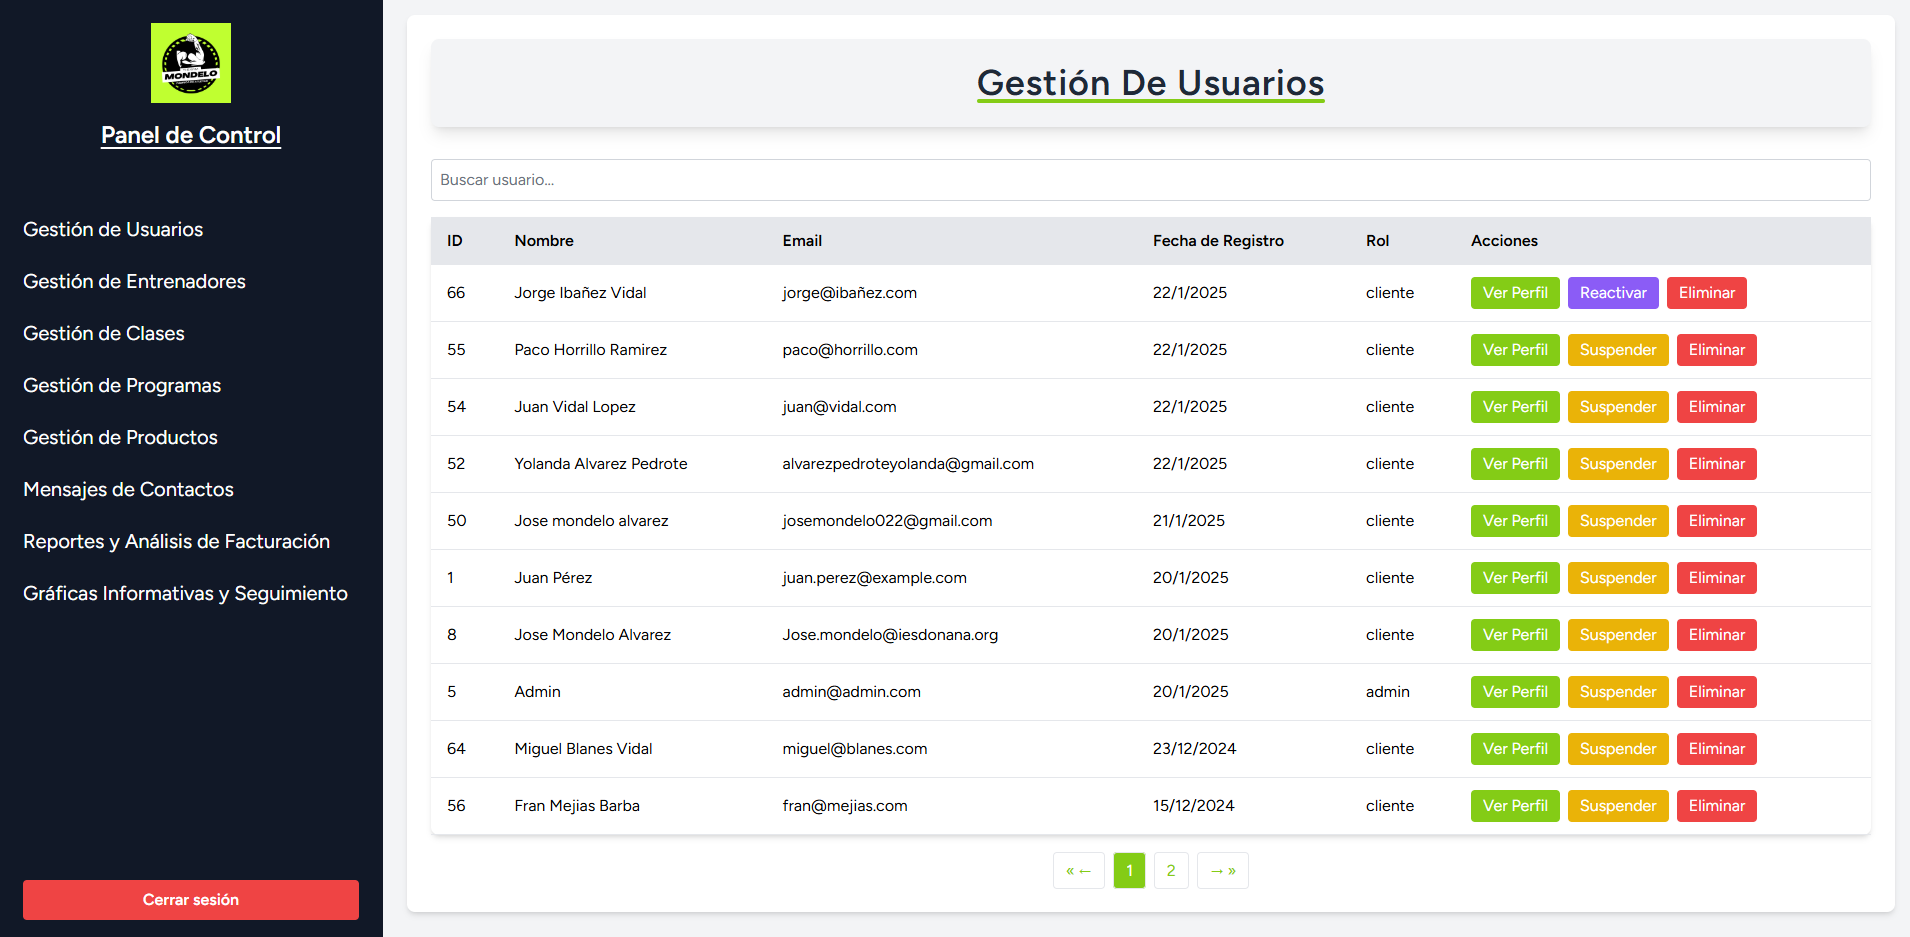 MONDELO
Panel de Control
Gestión de Usuarios
Gestión de Entrenadores
Gestión de Clases
Gestión de Programas
Gestión de Productos
Mensajes de Contactos
Reportes y Análisis de Facturación
Gráficas Informativas y Seguimiento
Cerrar sesión
Gestión De Usuarios
Buscar usuario...
ID Nombre Email Fecha de Registro Rol Acciones
66 Jorge Ibañez Vidal jorge@ibañez.com 22/1/2025 cliente Ver Perfil Reactivar Eliminar
55 Paco Horrillo Ramirez paco@horrillo.com 22/1/2025 cliente Ver Perfil Suspender Eliminar
54 Juan Vidal Lopez juan@vidal.com 22/1/2025 cliente Ver Perfil Suspender Eliminar
52 Yolanda Alvarez Pedrote alvarezpedroteyolanda@gmail.com 22/1/2025 cliente Ver Perfil Suspender Eliminar
50 Jose mondelo alvarez josemondelo022@gmail.com 21/1/2025 cliente Ver Perfil Suspender Eliminar
1 Juan Pérez juan.perez@example.com 20/1/2025 cliente Ver Perfil Suspender Eliminar
8 Jose Mondelo Alvarez Jose.mondelo@iesdonana.org 20/1/2025 cliente Ver Perfil Suspender Eliminar
5 Admin admin@admin.com 20/1/2025 admin Ver Perfil Suspender Eliminar
64 Miguel Blanes Vidal miguel@blanes.com 23/12/2024 cliente Ver Perfil Suspender Eliminar
56 Fran Mejias Barba fran@mejias.com 15/12/2024 cliente Ver Perfil Suspender Eliminar
« ← 1 2 → »